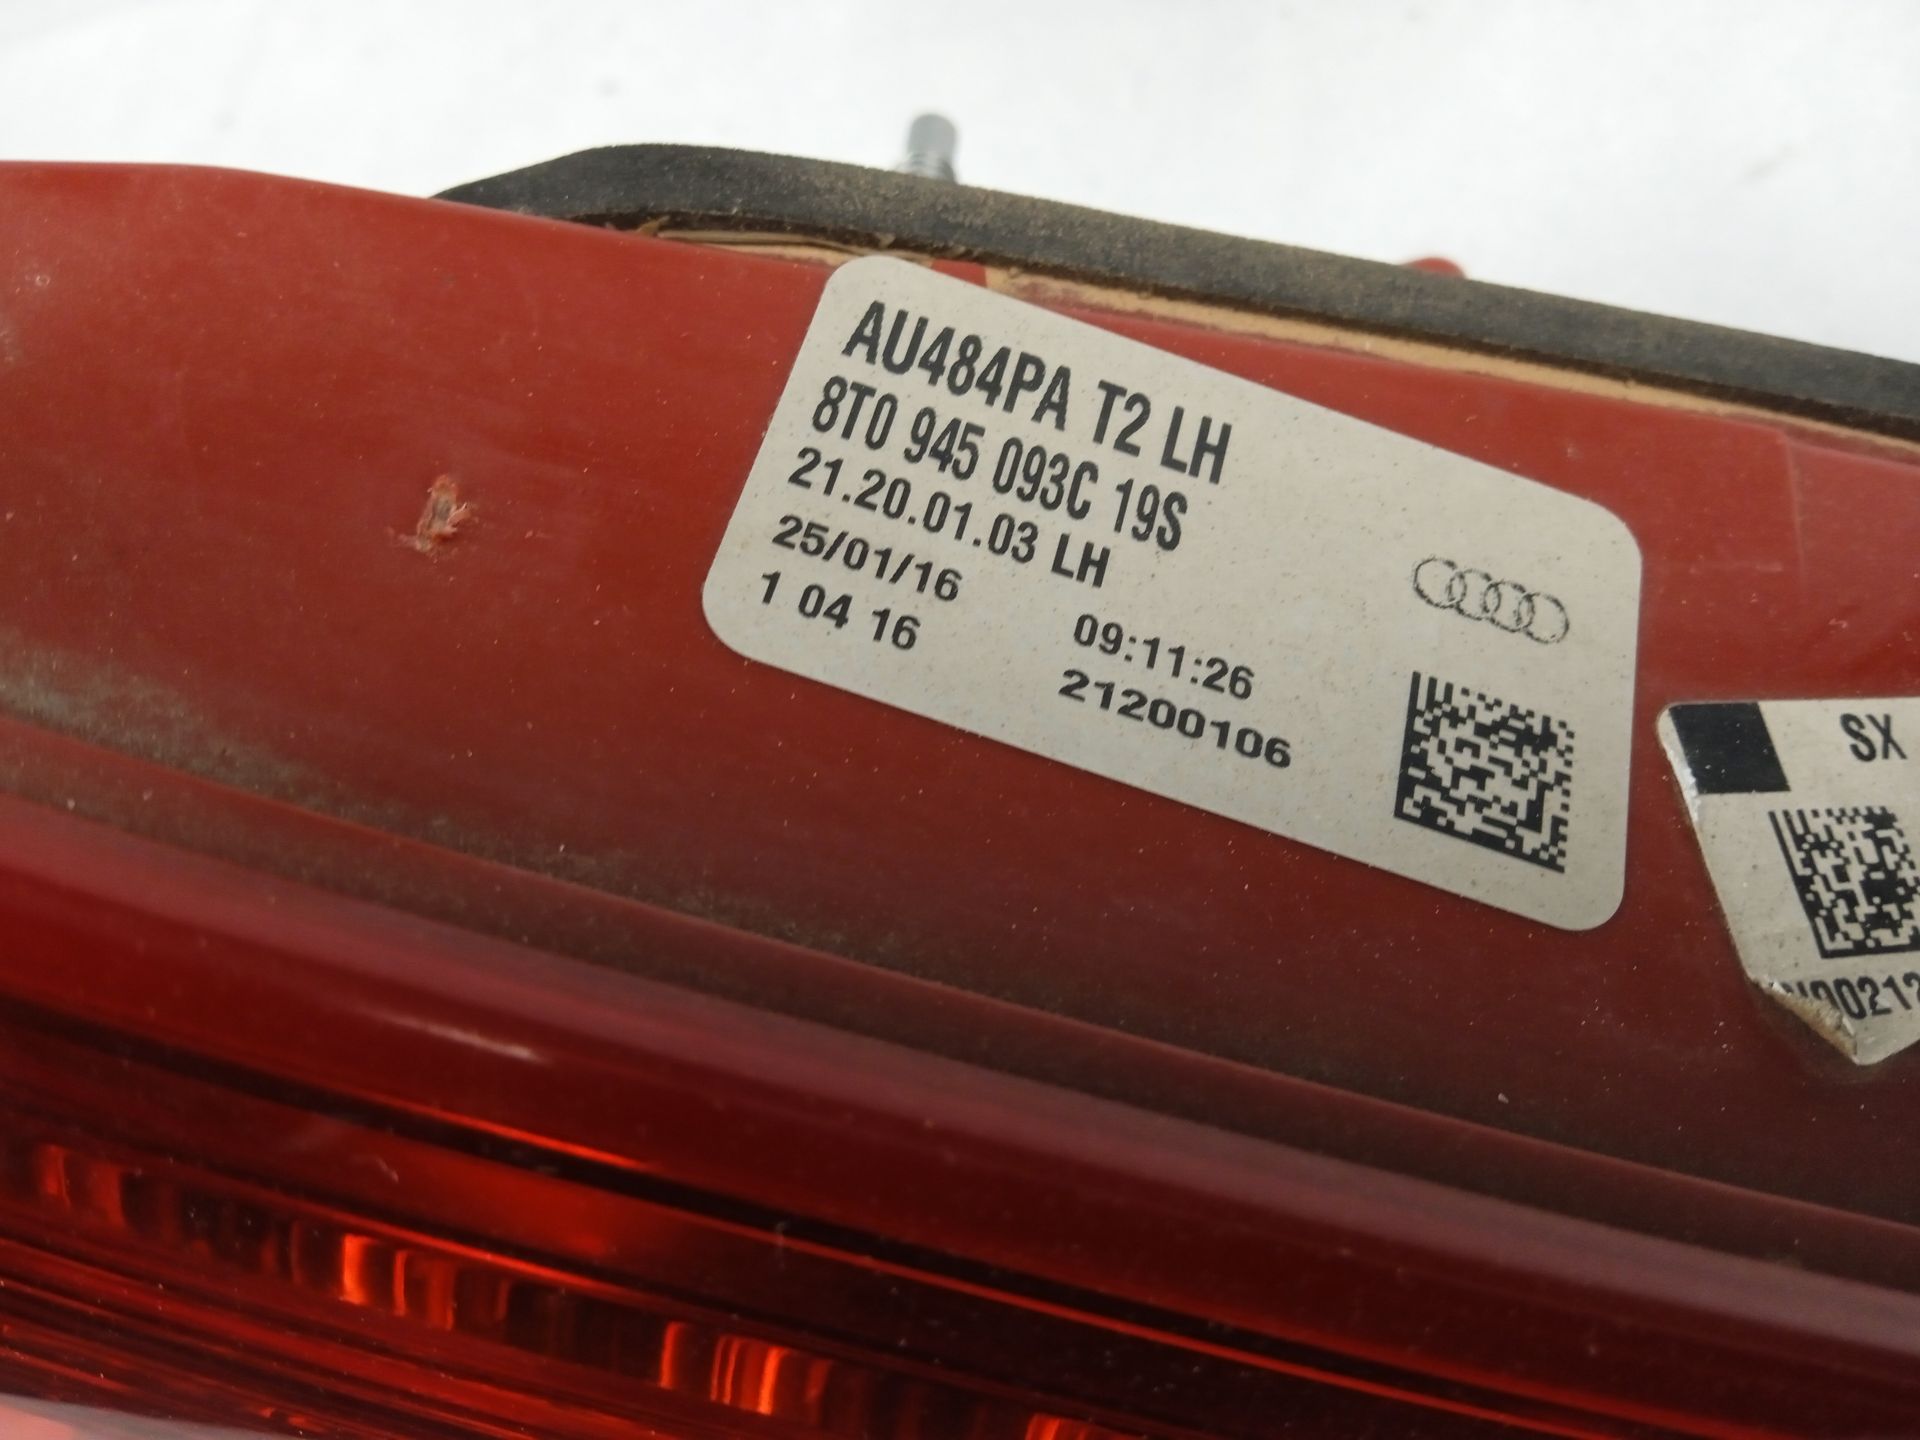 AU484PA T2 LH
8T0 945 093C 19S
21.20.01.03 LH
25/01/16 09:11:26
1 04 16 21200106
SX